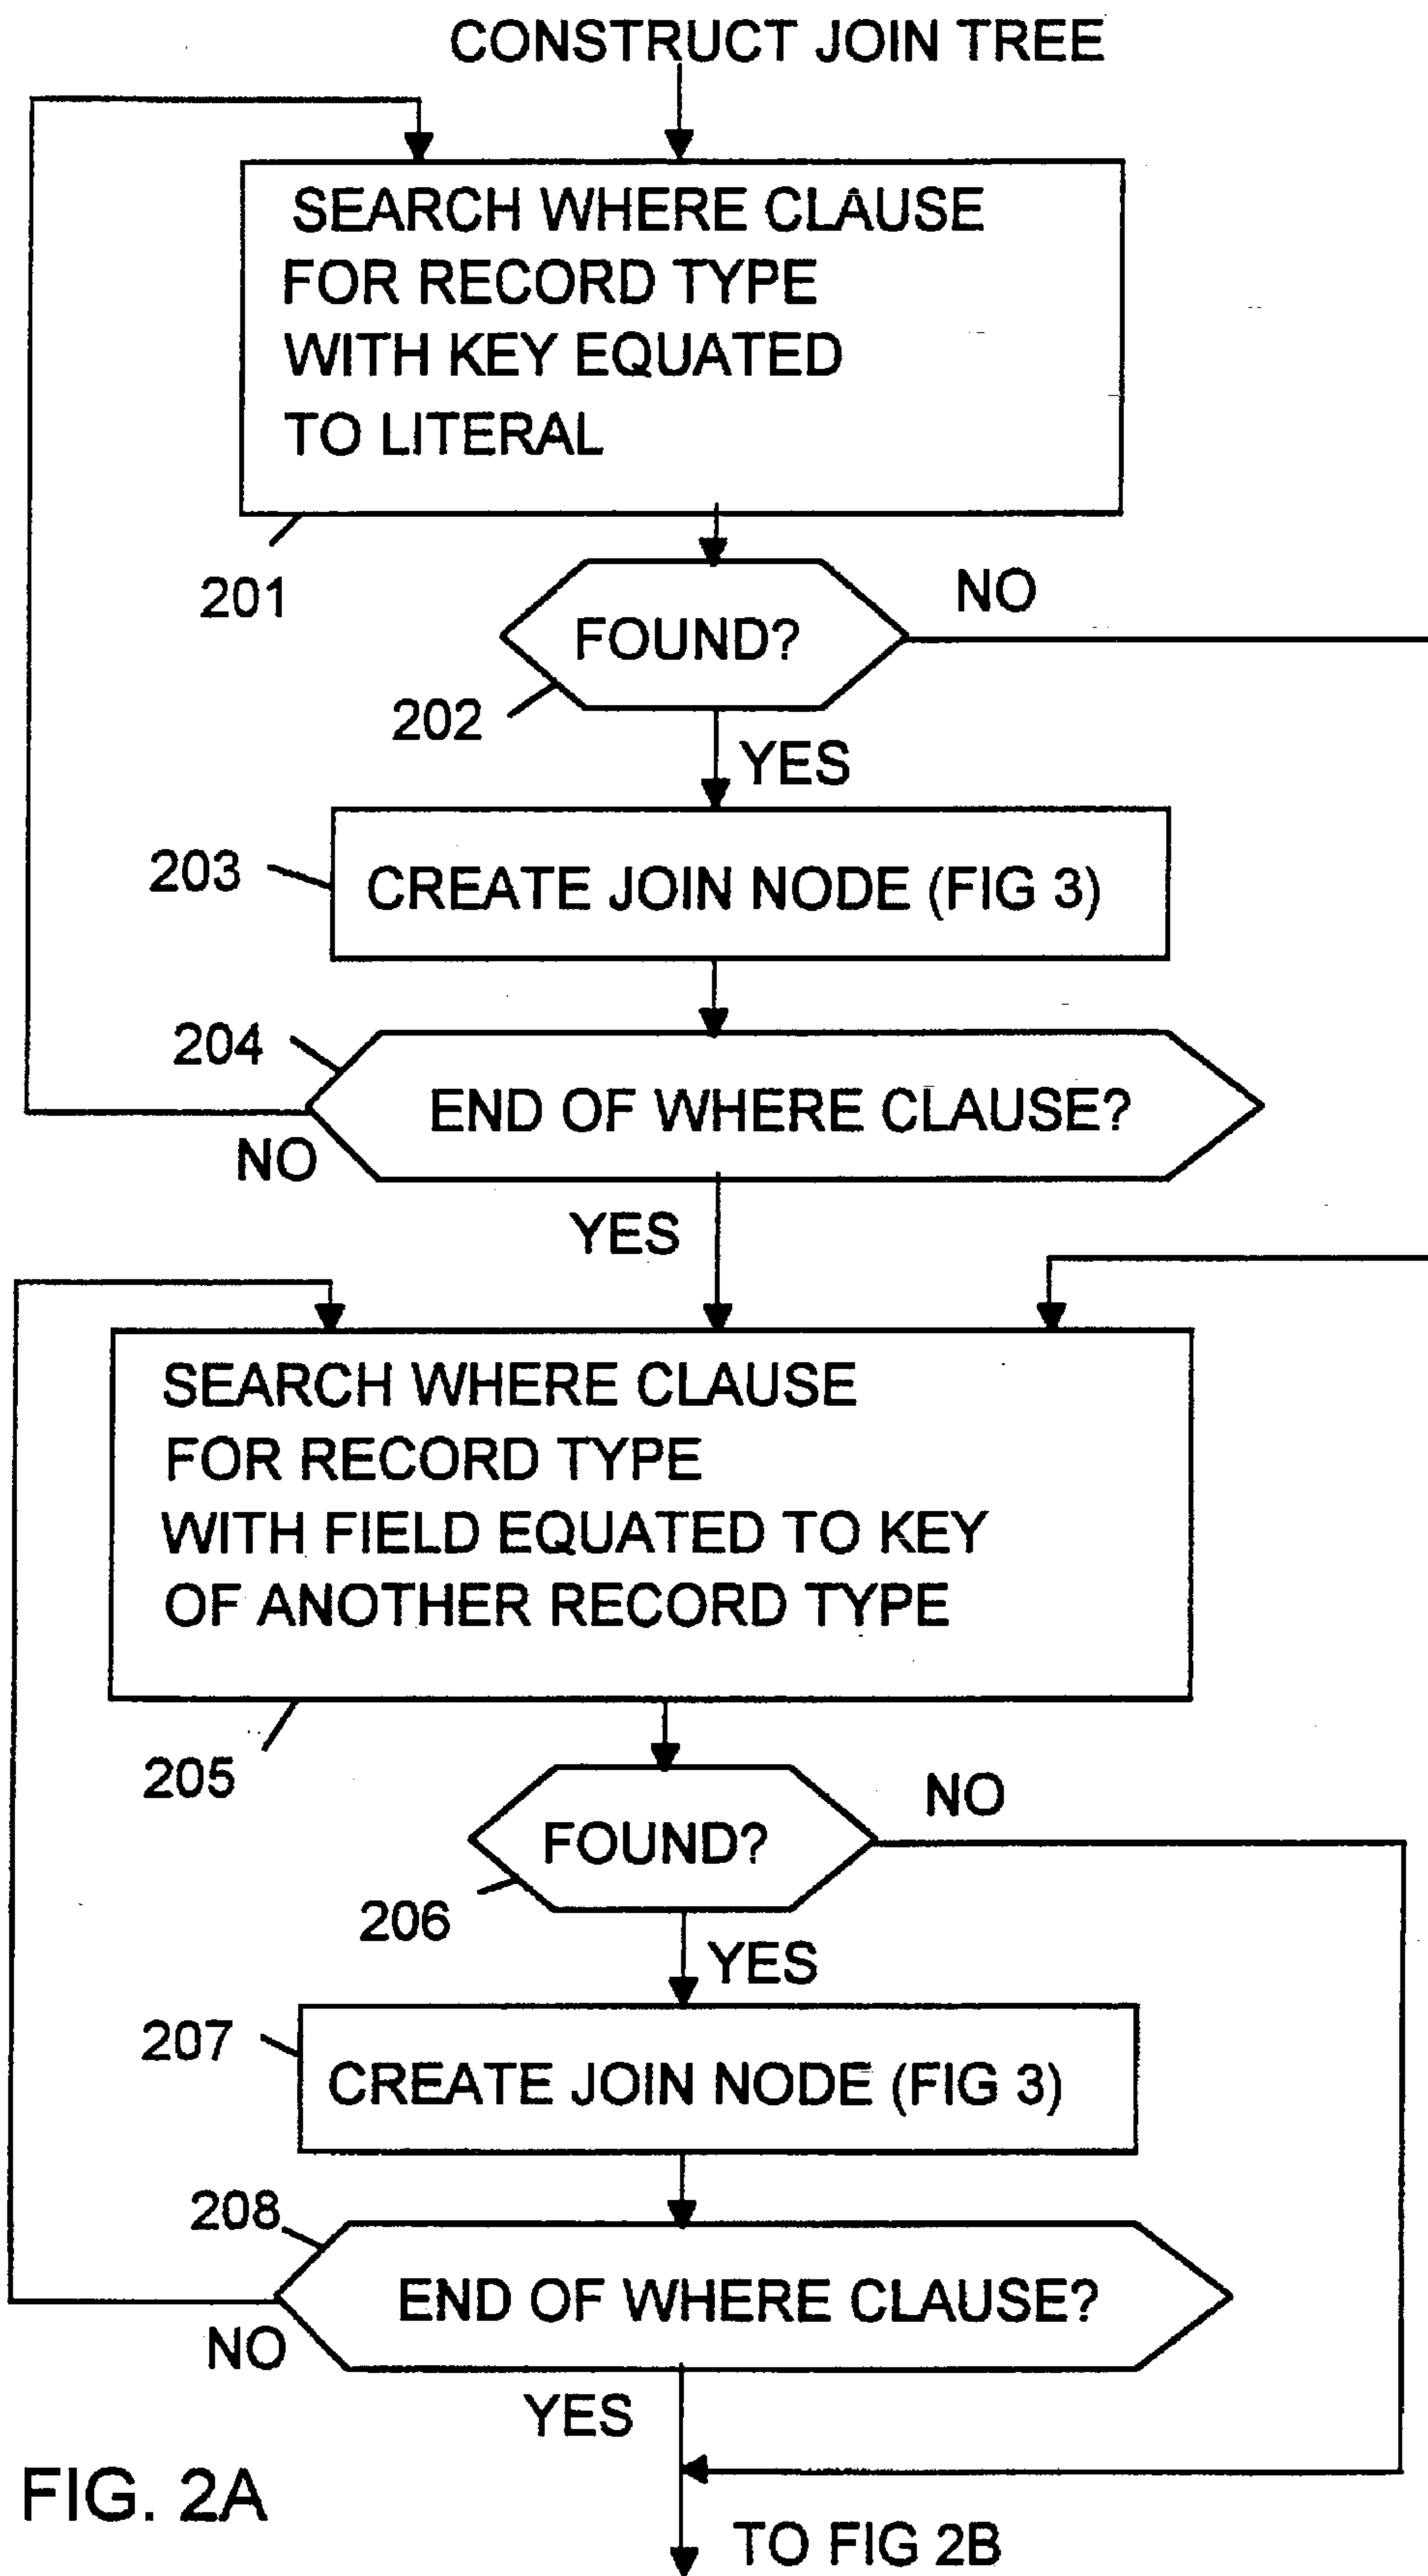 CONSTRUCT JOIN TREE
SEARCH WHERE CLAUSE
FOR RECORD TYPE
WITH KEY EQUATED
TO LITERAL
201
FOUND?
NO
202
YES
203
CREATE JOIN NODE (FIG 3)
204
END OF WHERE CLAUSE?
NO
YES
SEARCH WHERE CLAUSE
FOR RECORD TYPE
WITH FIELD EQUATED TO KEY
OF ANOTHER RECORD TYPE
205
FOUND?
NO
206
YES
207
CREATE JOIN NODE (FIG 3)
208
END OF WHERE CLAUSE?
NO
YES
FIG. 2A
TO FIG 2B